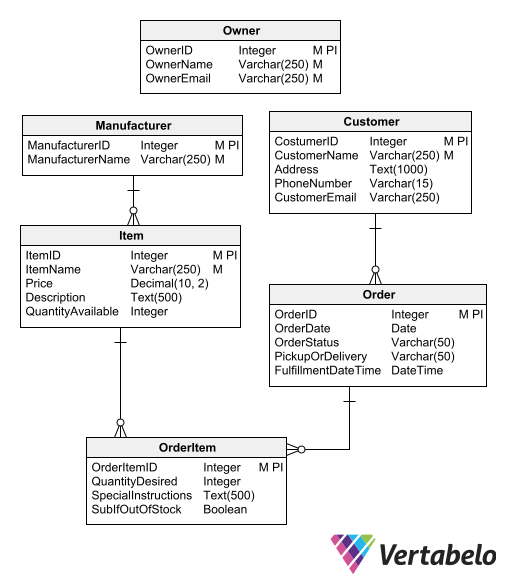 Owner
OwnerID Integer M PI
OwnerName Varchar(250) M
OwnerEmail Varchar(250) M
Manufacturer
ManufacturerID Integer M PI
ManufacturerName Varchar(250) M
Customer
CostumerID Integer M PI
CustomerName Varchar(250) M
Address Text(1000)
PhoneNumber Varchar(15)
CustomerEmail Varchar(250)
Item
ItemID Integer M PI
ItemName Varchar(250) M
Price Decimal(10, 2)
Description Text(500)
QuantityAvailable Integer
Order
OrderID Integer M PI
OrderDate Date
OrderStatus Varchar(50)
PickupOrDelivery Varchar(50)
FulfillmentDateTime DateTime
OrderItem
OrderItemID Integer M PI
QuantityDesired Integer
SpecialInstructions Text(500)
SubIfOutOfStock Boolean
Vertabelo